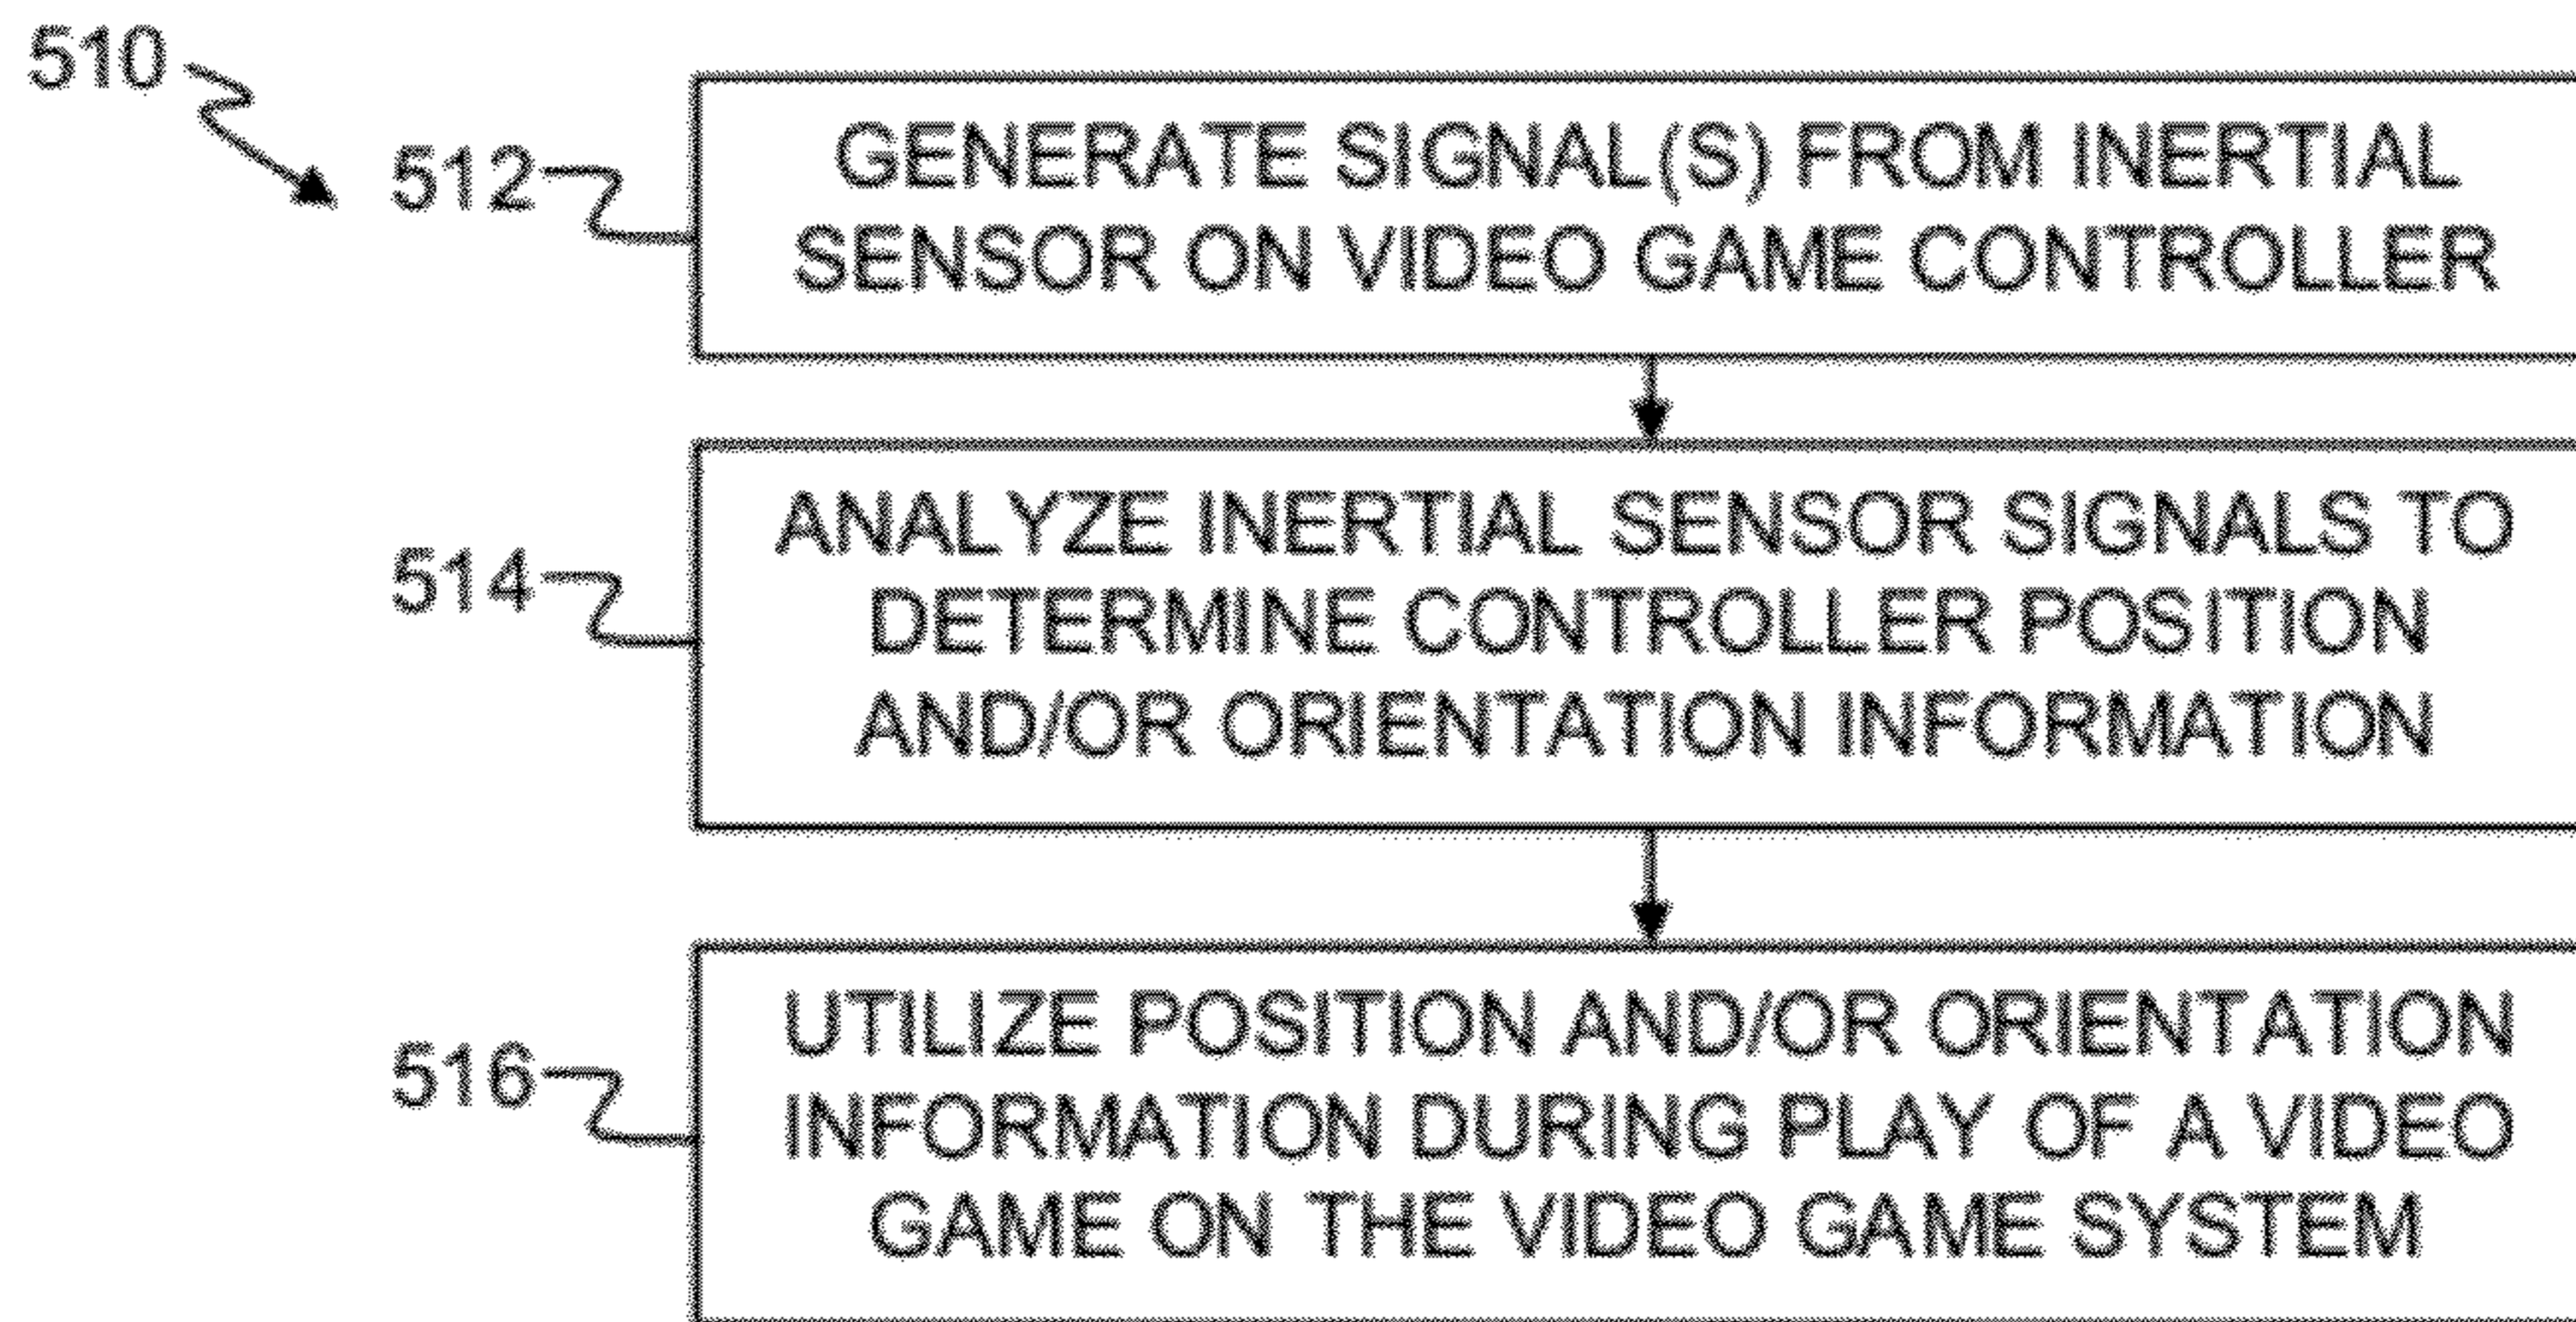 510
512
GENERATE SIGNAL(S) FROM INERTIAL
SENSOR ON VIDEO GAME CONTROLLER
514
ANALYZE INERTIAL SENSOR SIGNALS TO
DETERMINE CONTROLLER POSITION
AND/OR ORIENTATION INFORMATION
516
UTILIZE POSITION AND/OR ORIENTATION
INFORMATION DURING PLAY OF A VIDEO
GAME ON THE VIDEO GAME SYSTEM